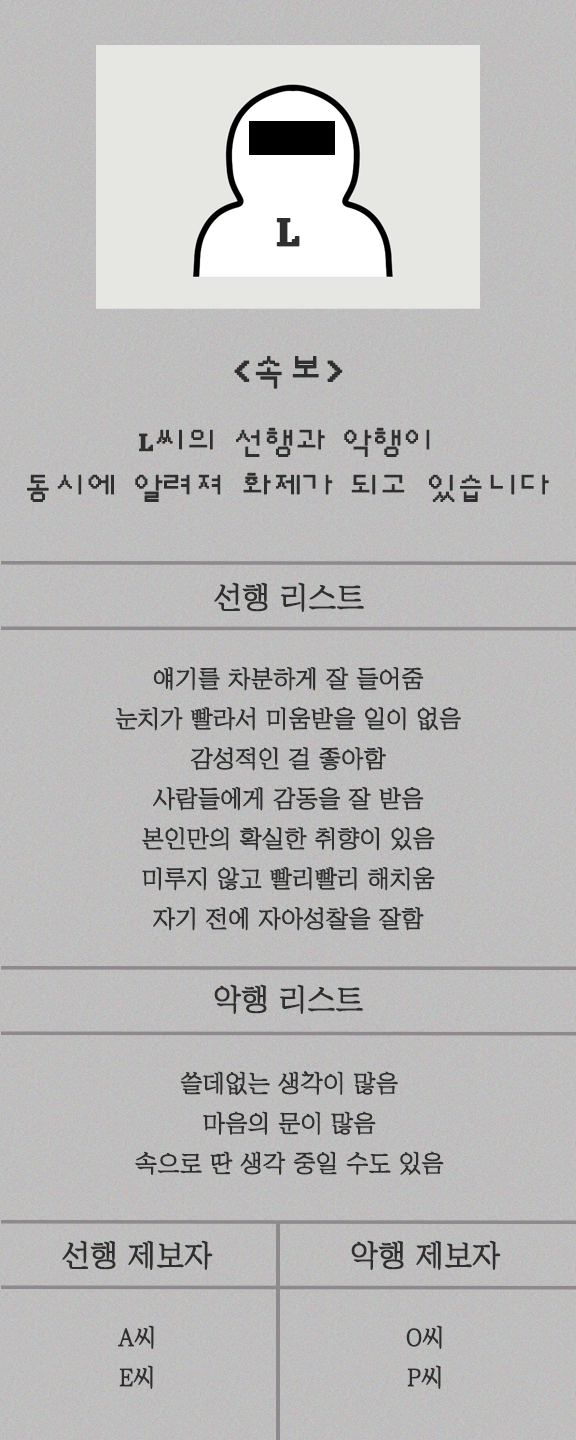 L
<속보>
L씨의 선행과 악행이
동시에 알려져 화제가 되고 있습니다
선행 리스트
얘기를 차분하게 잘 들어줌
눈치가 빨라서 미움받을 일이 없음
감성적인 걸 좋아함
사람들에게 감동을 잘 받음
본인만의 확실한 취향이 있음
미루지 않고 빨리빨리 해치움
자기 전에 자아성찰을 잘함
악행 리스트
쓸데없는 생각이 많음
마음의 문이 많음
속으로 딴 생각 중일 수도 있음
선행 제보자
악행 제보자
A씨
O씨
E씨
P씨